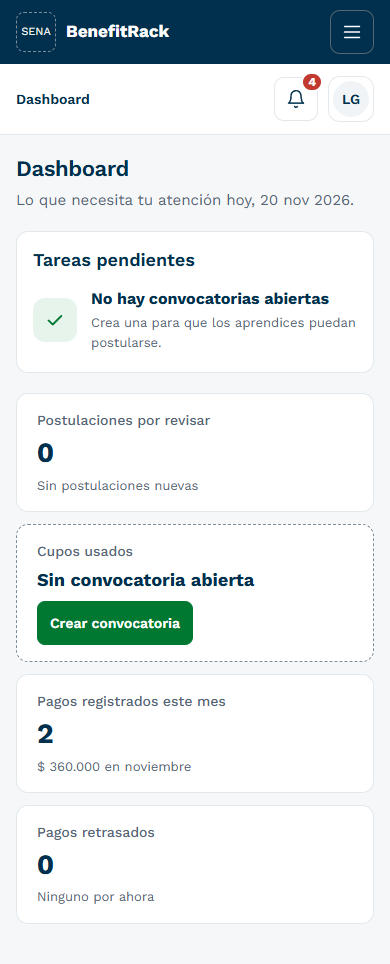 SENA BenefitRack
Dashboard 4 LG
Dashboard
Lo que necesita tu atención hoy, 20 nov 2026.
Tareas pendientes
No hay convocatorias abiertas
Crea una para que los aprendices puedan
postularse.
Postulaciones por revisar
0
Sin postulaciones nuevas
Cupos usados
Sin convocatoria abierta
Crear convocatoria
Pagos registrados este mes
2
$ 360.000 en noviembre
Pagos retrasados
0
Ninguno por ahora